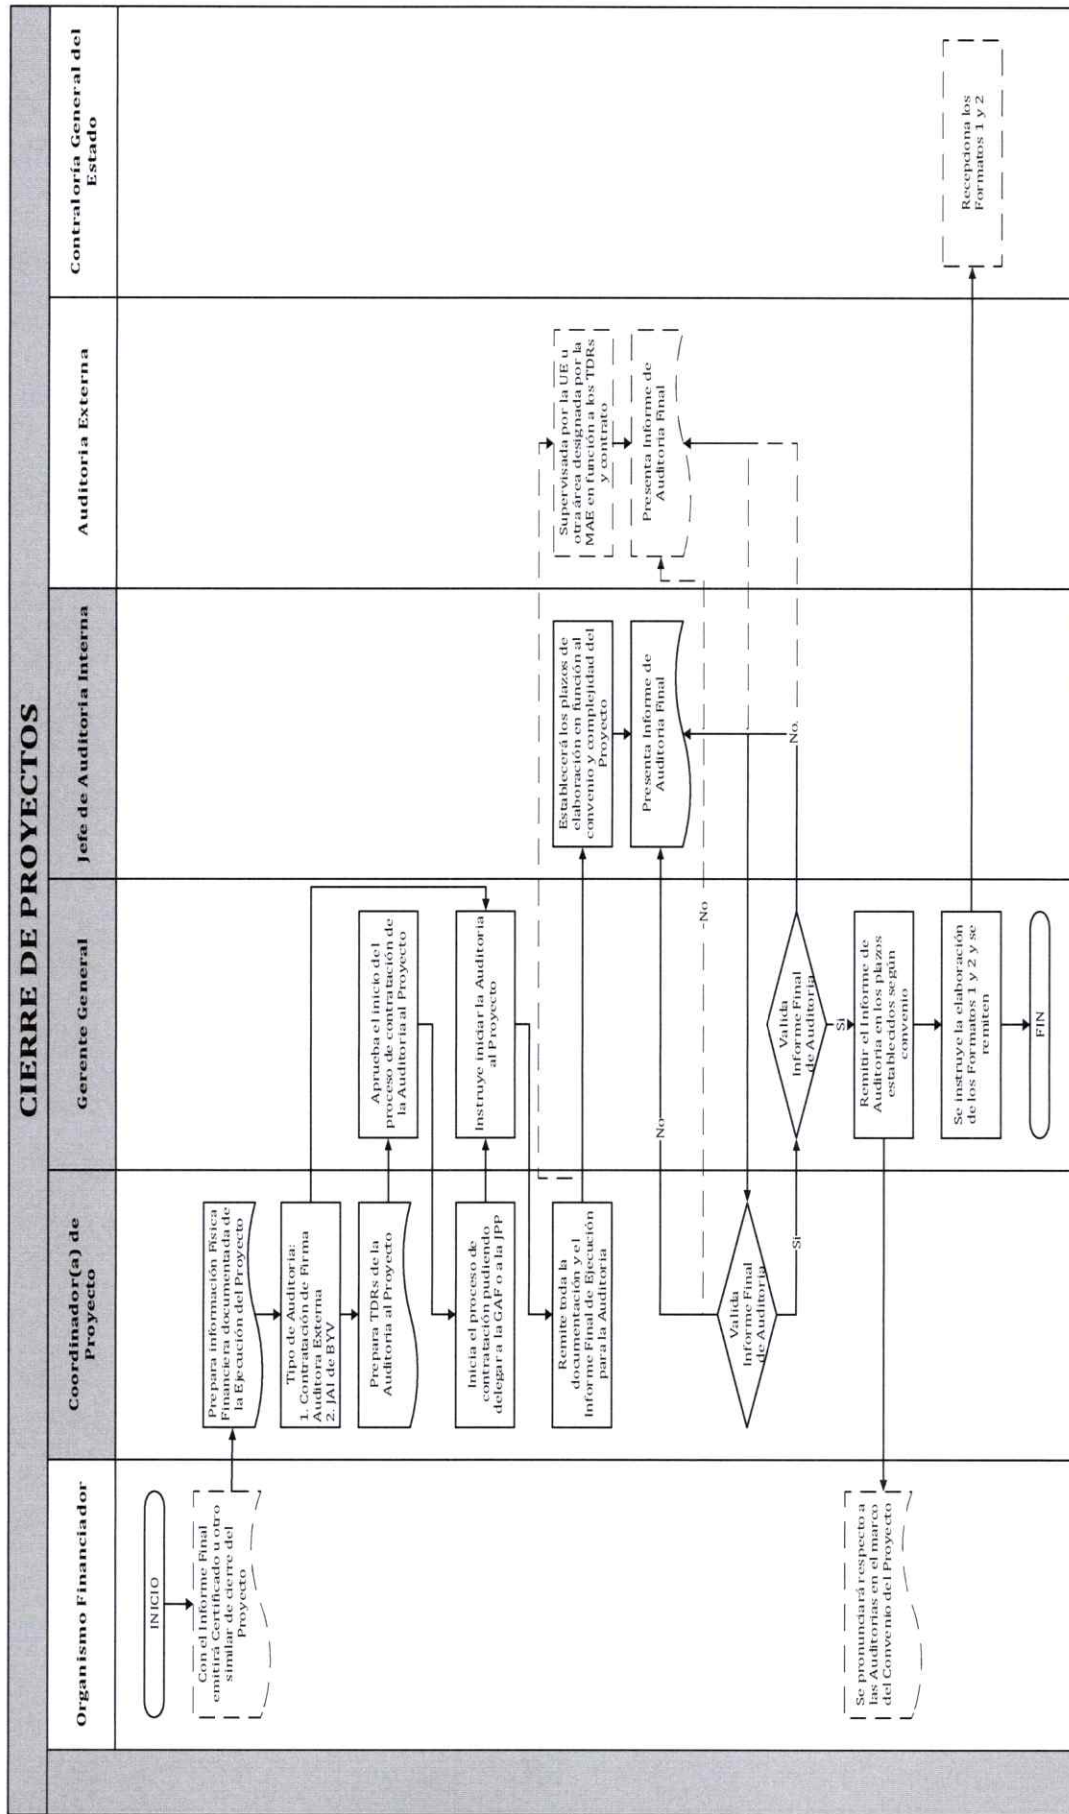 CIERRE DE PROYECTOS
Organismo Financiador
Coordinador(a) de
Proyecto
Gerente General
Jefe de Auditoria Interna
Auditoria Externa
Contraloría General del
Estado
INICIO
Con el Informe Final
emitirá Certificado u otro
similar de cierre del
Proyecto
Prepara información Física
Financiera documentada de
la Ejecución del Proyecto
Tipo de Auditoria:
1. Contratación de Firma
Auditora Externa
2. JAI de BYV
Prepara TDRs de la
Auditoria al Proyecto
Aprueba el inicio del
proceso de contratación de
la Auditoria al Proyecto
Inicia el proceso de
contratación pudiendo
delegar a la GAF o a la JPP
Instruye iniciar la Auditoria
al Proyecto
Remite toda la
documentación y el
Informe Final de Ejecución
para la Auditoria
Establecerá los plazos de
elaboración en función al
convenio y complejidad del
Proyecto
Supervisada por la UE u
otra área designada por la
MAE en función a los TDRs
y contrato
Presenta Informe de
Auditoria Final
Presenta Informe de
Auditoria Final
No
No
Valida
Informe Final
de Auditoria
Si
Valida
Informe Final
de Auditoria
No
Si
Remitir el Informe de
Auditoria en los plazos
establecidos según
convenio
Se pronunciará respecto a
las Auditorias en el marco
del Convenio del Proyecto
Se instruye la elaboración
de los Formatos 1 y 2 y se
remiten
Recepciona los
Formatos 1 y 2
FIN